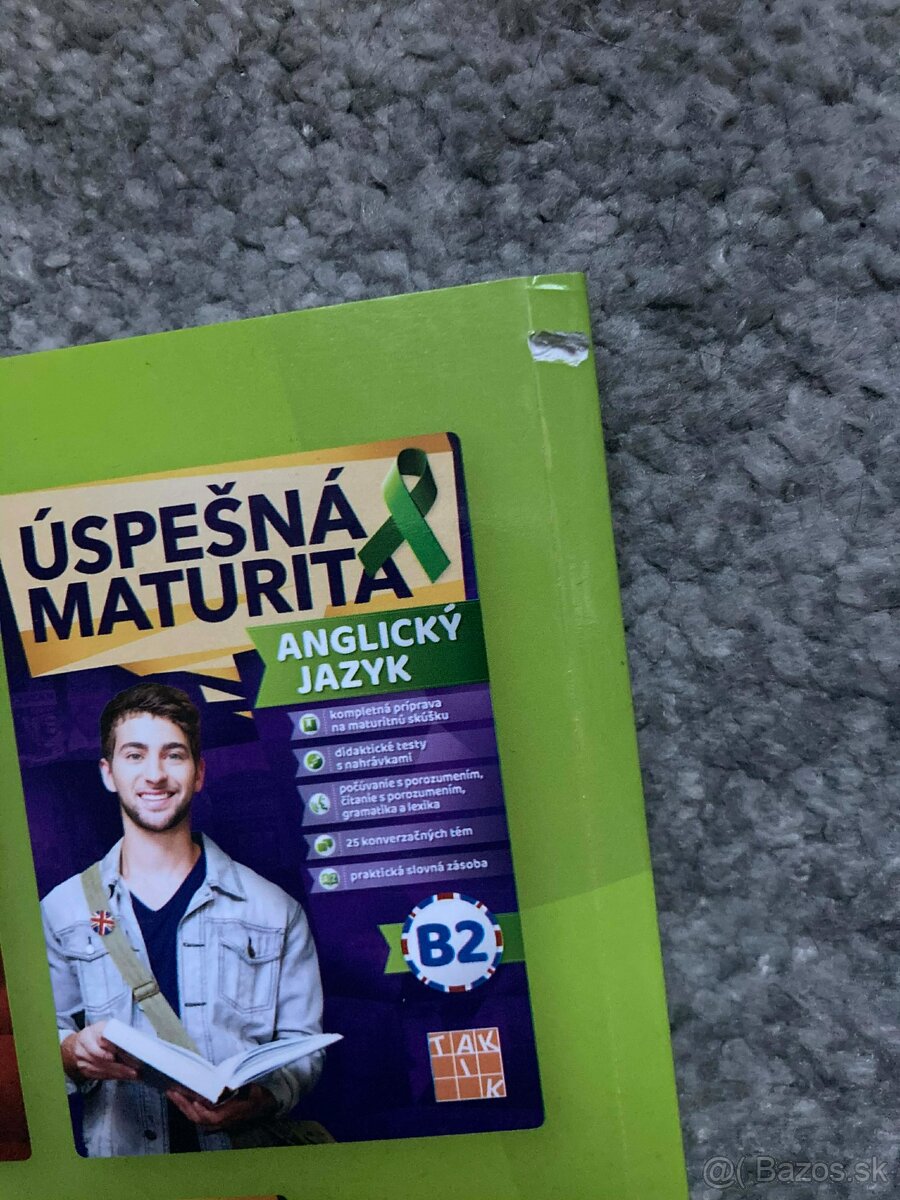 ÚSPEŠNÁ
MATURITA
ANGLICKÝ
JAZYK
kompletná príprava
na maturitnú skúšku
didaktické testy
s nahrávkami
počúvanie s porozumením,
čítanie s porozumením,
gramatika a lexika
25 konverzačných tém
praktická slovná zásoba
B2
TAK
I
K
@( Bazos.sk